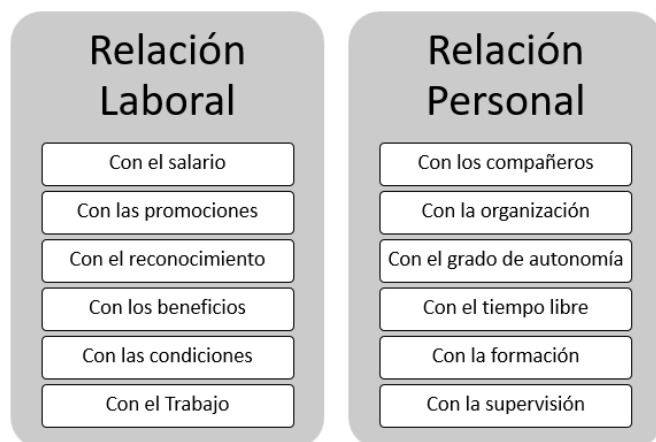 Relación
Laboral
Con el salario
Con las promociones
Con el reconocimiento
Con los beneficios
Con las condiciones
Con el Trabajo
Relación
Personal
Con los compañeros
Con la organización
Con el grado de autonomía
Con el tiempo libre
Con la formación
Con la supervisión